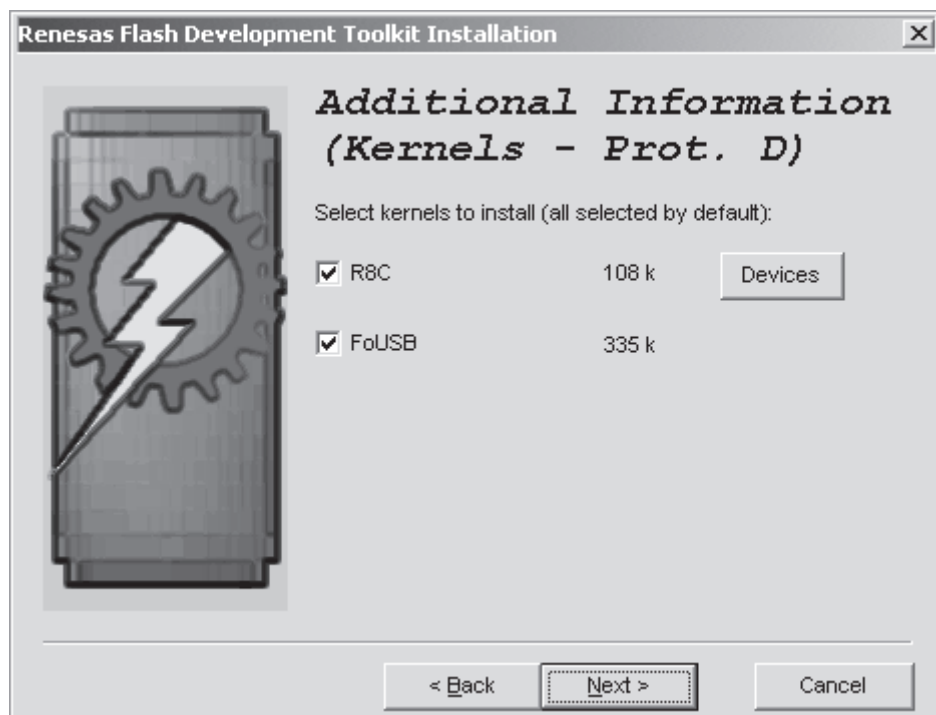 Renesas Flash Development Toolkit Installation
Additional Information
(Kernels - Prot. D)
Select kernels to install (all selected by default):
R8C 108 k Devices
FoUSB 335 k
< Back Next > Cancel